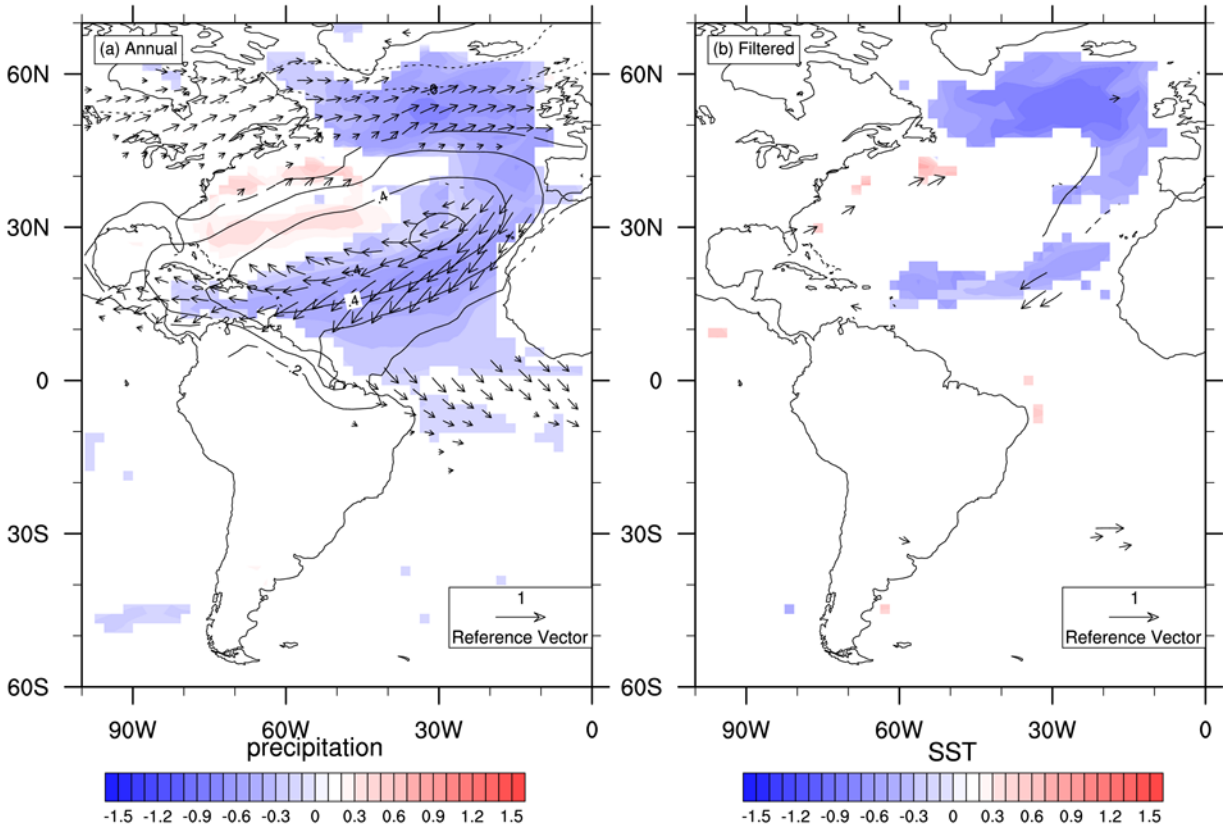 (a) Annual
(b) Filtered
60N
60N
30N
30N
0
0
30S
30S
60S
60S
.4
.4
.4
.2
1
Reference Vector
1
Reference Vector
90W 60W 30W 0
90W 60W 30W 0
precipitation
SST
-1.5 -1.2 -0.9 -0.6 -0.3 0 0.3 0.6 0.9 1.2 1.5
-1.5 -1.2 -0.9 -0.6 -0.3 0 0.3 0.6 0.9 1.2 1.5